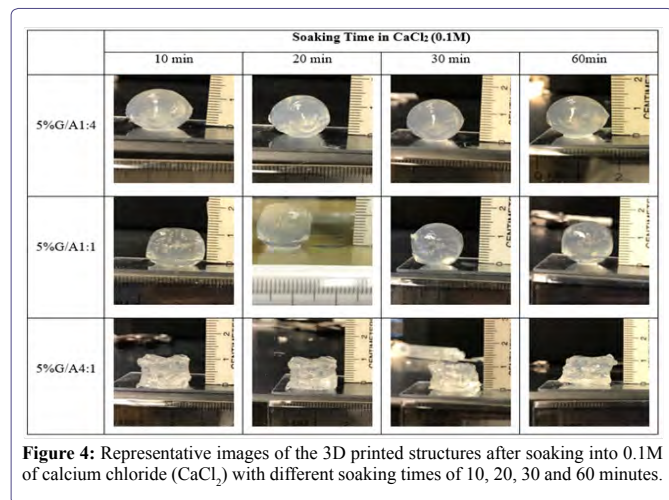 Soaking Time in CaCl₂ (0.1M)
10 min 20 min 30 min 60min
5%G/A1:4
5%G/A1:1
5%G/A4:1
Figure 4: Representative images of the 3D printed structures after soaking into 0.1M
of calcium chloride (CaCl₂) with different soaking times of 10, 20, 30 and 60 minutes.